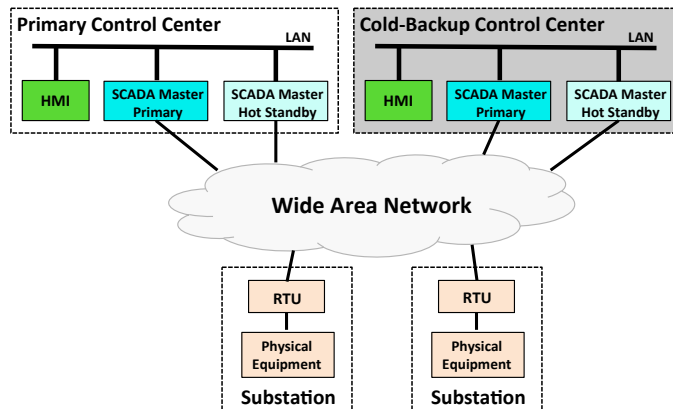 Primary Control Center
LAN
HMI
SCADA Master
Primary
SCADA Master
Hot Standby
Cold-Backup Control Center
LAN
HMI
SCADA Master
Primary
SCADA Master
Hot Standby
Wide Area Network
RTU
Physical
Equipment
Substation
RTU
Physical
Equipment
Substation